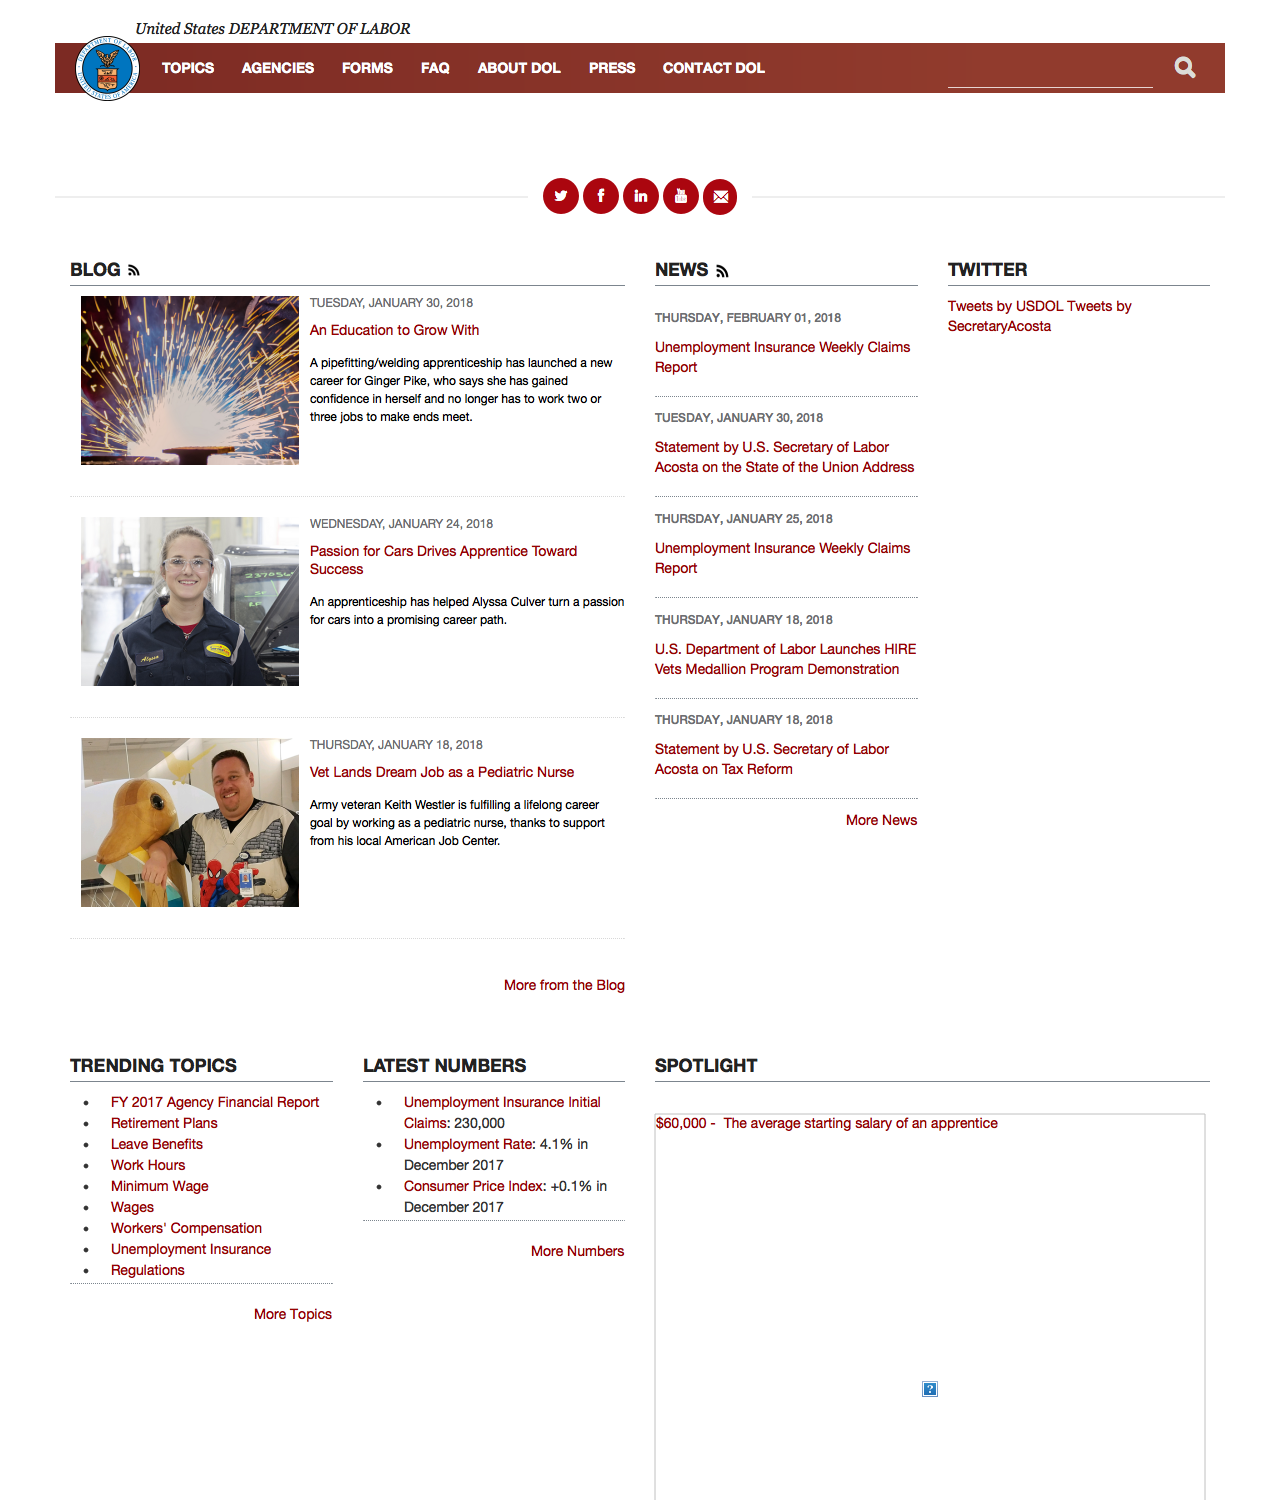 United States DEPARTMENT OF LABOR
TOPICS AGENCIES FORMS FAQ ABOUT DOL PRESS CONTACT DOL
BLOG
TUESDAY, JANUARY 30, 2018
An Education to Grow With
A pipefitting/welding apprenticeship has launched a new
career for Ginger Pike, who says she has gained
confidence in herself and no longer has to work two or
three jobs to make ends meet.
WEDNESDAY, JANUARY 24, 2018
Passion for Cars Drives Apprentice Toward
Success
An apprenticeship has helped Alyssa Culver turn a passion
for cars into a promising career path.
Alyssa
THURSDAY, JANUARY 18, 2018
Vet Lands Dream Job as a Pediatric Nurse
Army veteran Keith Westler is fulfilling a lifelong career
goal by working as a pediatric nurse, thanks to support
from his local American Job Center.
More from the Blog
NEWS
THURSDAY, FEBRUARY 01, 2018
Unemployment Insurance Weekly Claims
Report
TUESDAY, JANUARY 30, 2018
Statement by U.S. Secretary of Labor
Acosta on the State of the Union Address
THURSDAY, JANUARY 25, 2018
Unemployment Insurance Weekly Claims
Report
THURSDAY, JANUARY 18, 2018
U.S. Department of Labor Launches HIRE
Vets Medallion Program Demonstration
THURSDAY, JANUARY 18, 2018
Statement by U.S. Secretary of Labor
Acosta on Tax Reform
More News
TWITTER
Tweets by USDOL Tweets by
SecretaryAcosta
TRENDING TOPICS
FY 2017 Agency Financial Report
Retirement Plans
Leave Benefits
Work Hours
Minimum Wage
Wages
Workers' Compensation
Unemployment Insurance
Regulations
More Topics
LATEST NUMBERS
Unemployment Insurance Initial
Claims: 230,000
Unemployment Rate: 4.1% in
December 2017
Consumer Price Index: +0.1% in
December 2017
More Numbers
SPOTLIGHT
$60,000 - The average starting salary of an apprentice